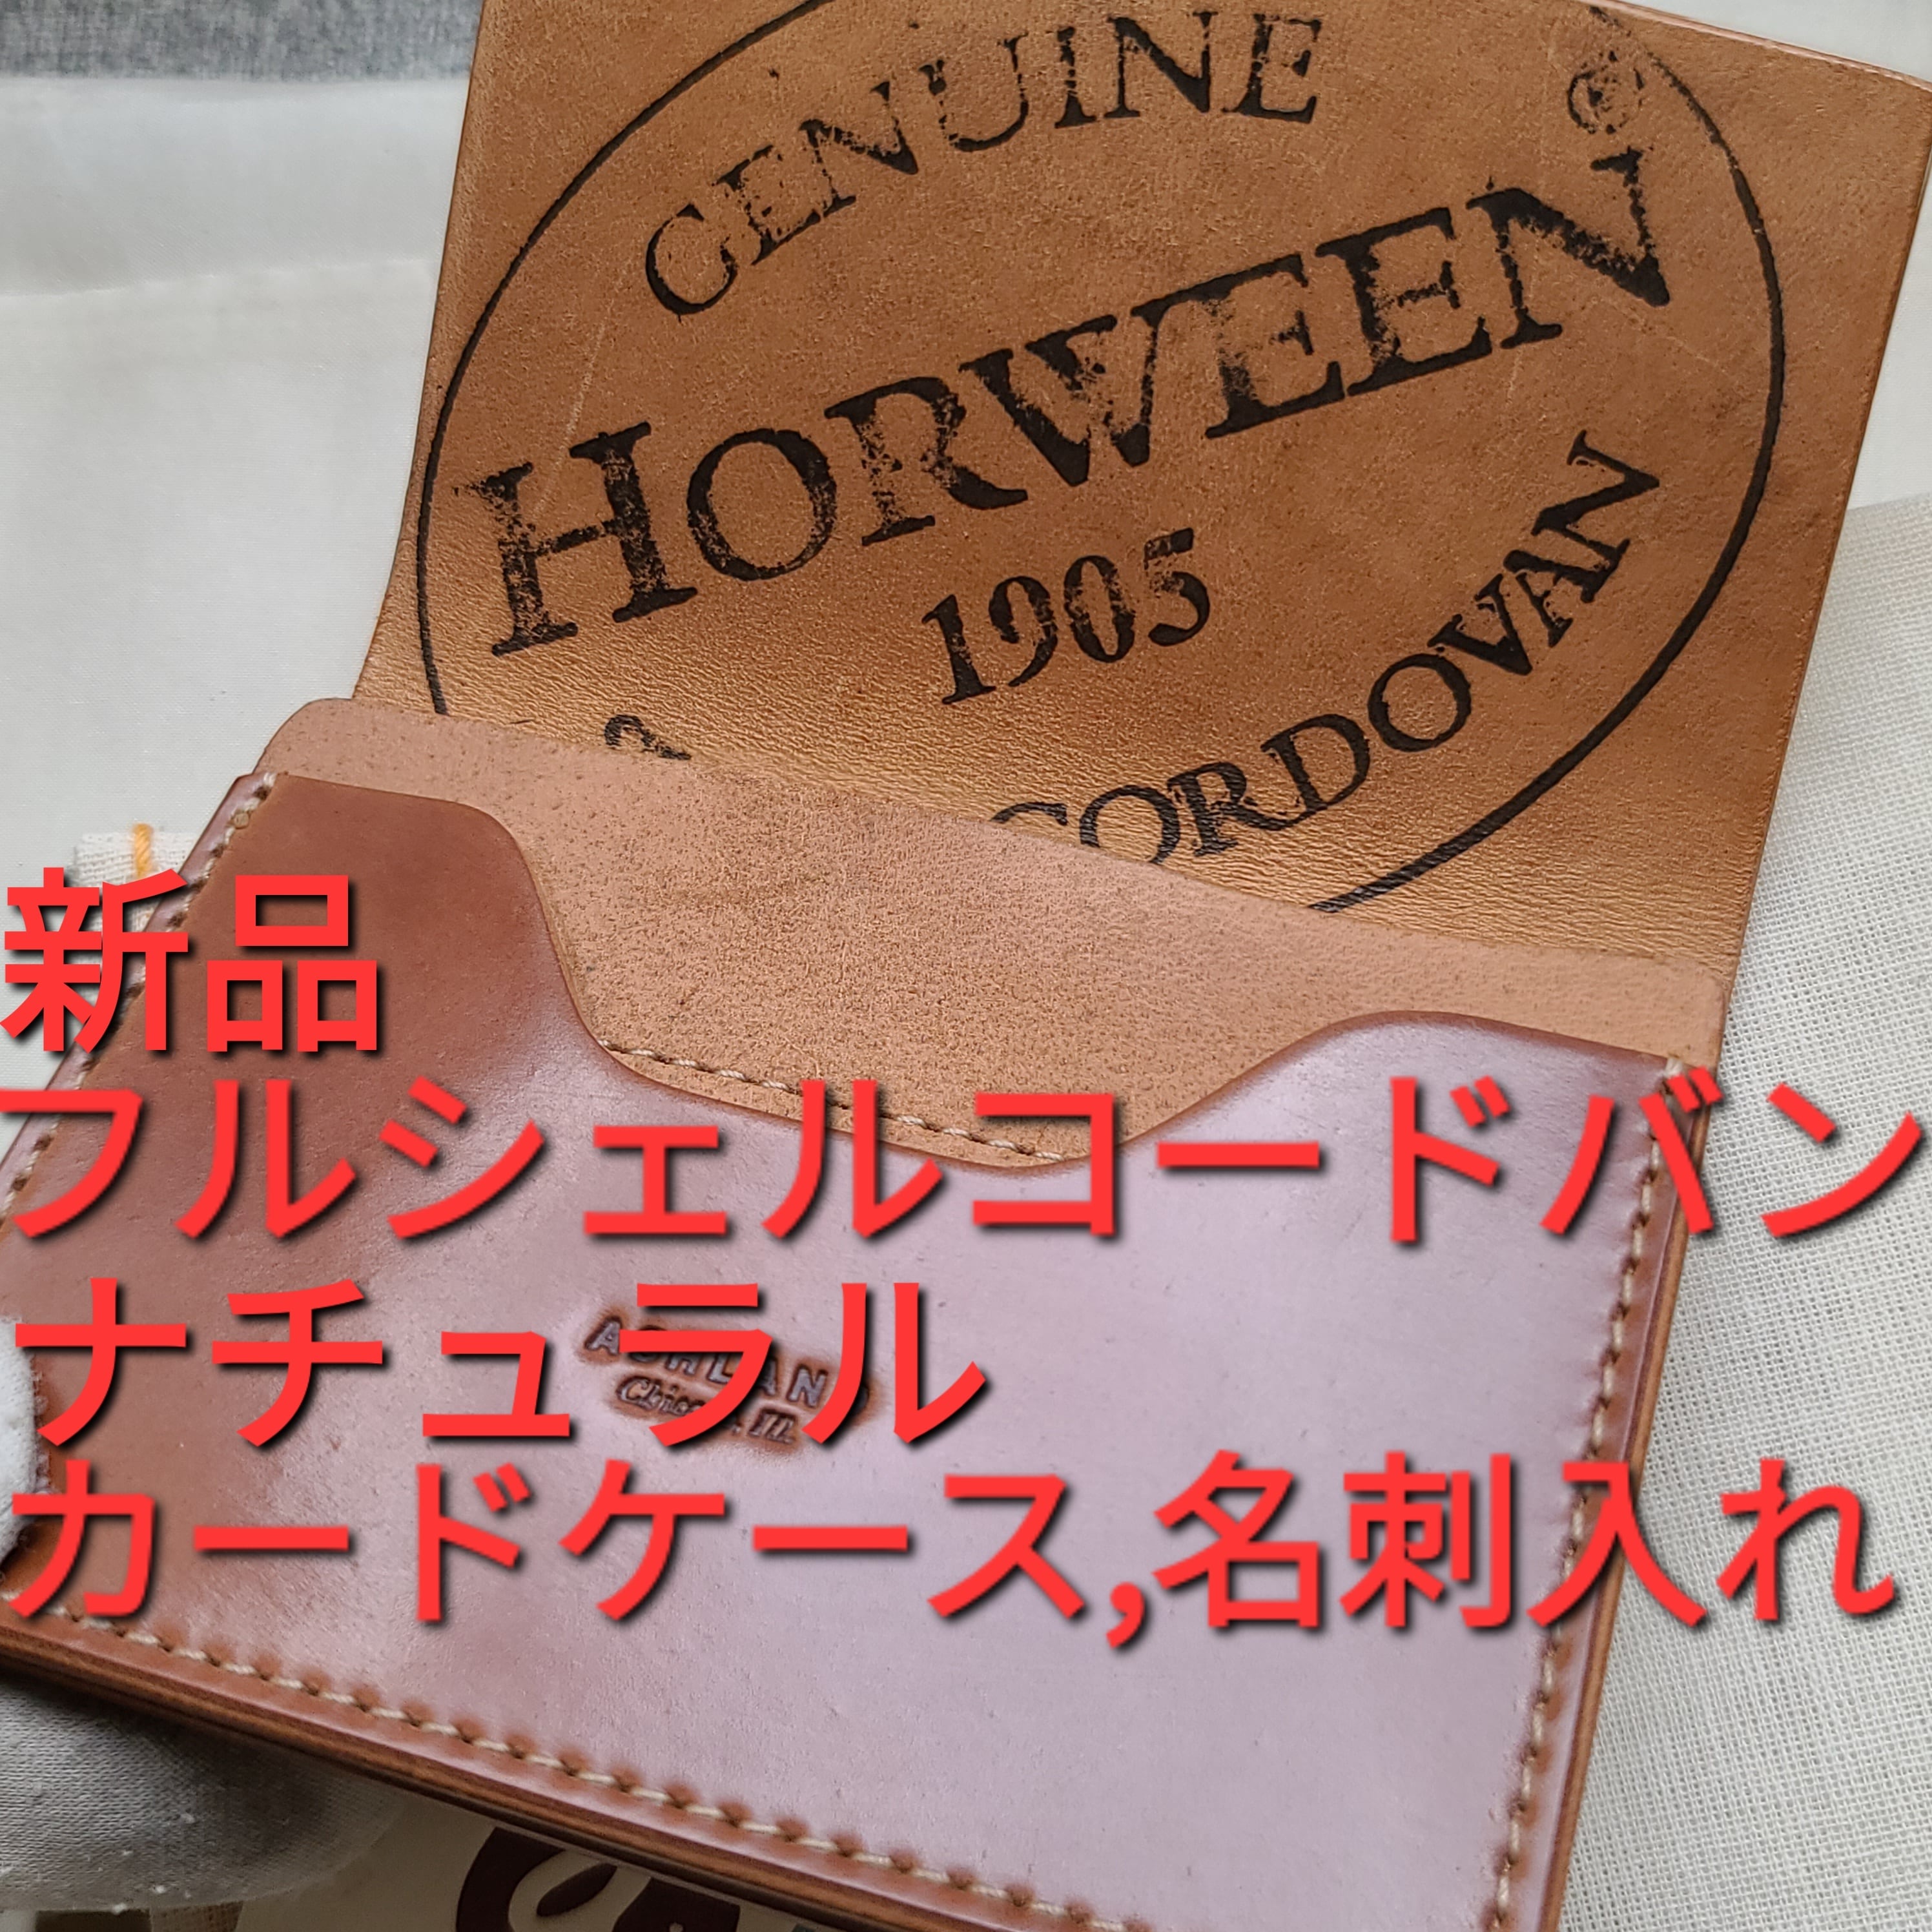 GENUINE
®
HORWEEN
1905
CORDOVAN
新品
フルシェルコードバン
ナチュラル
ASHLAND
カードケース,名刺入れ